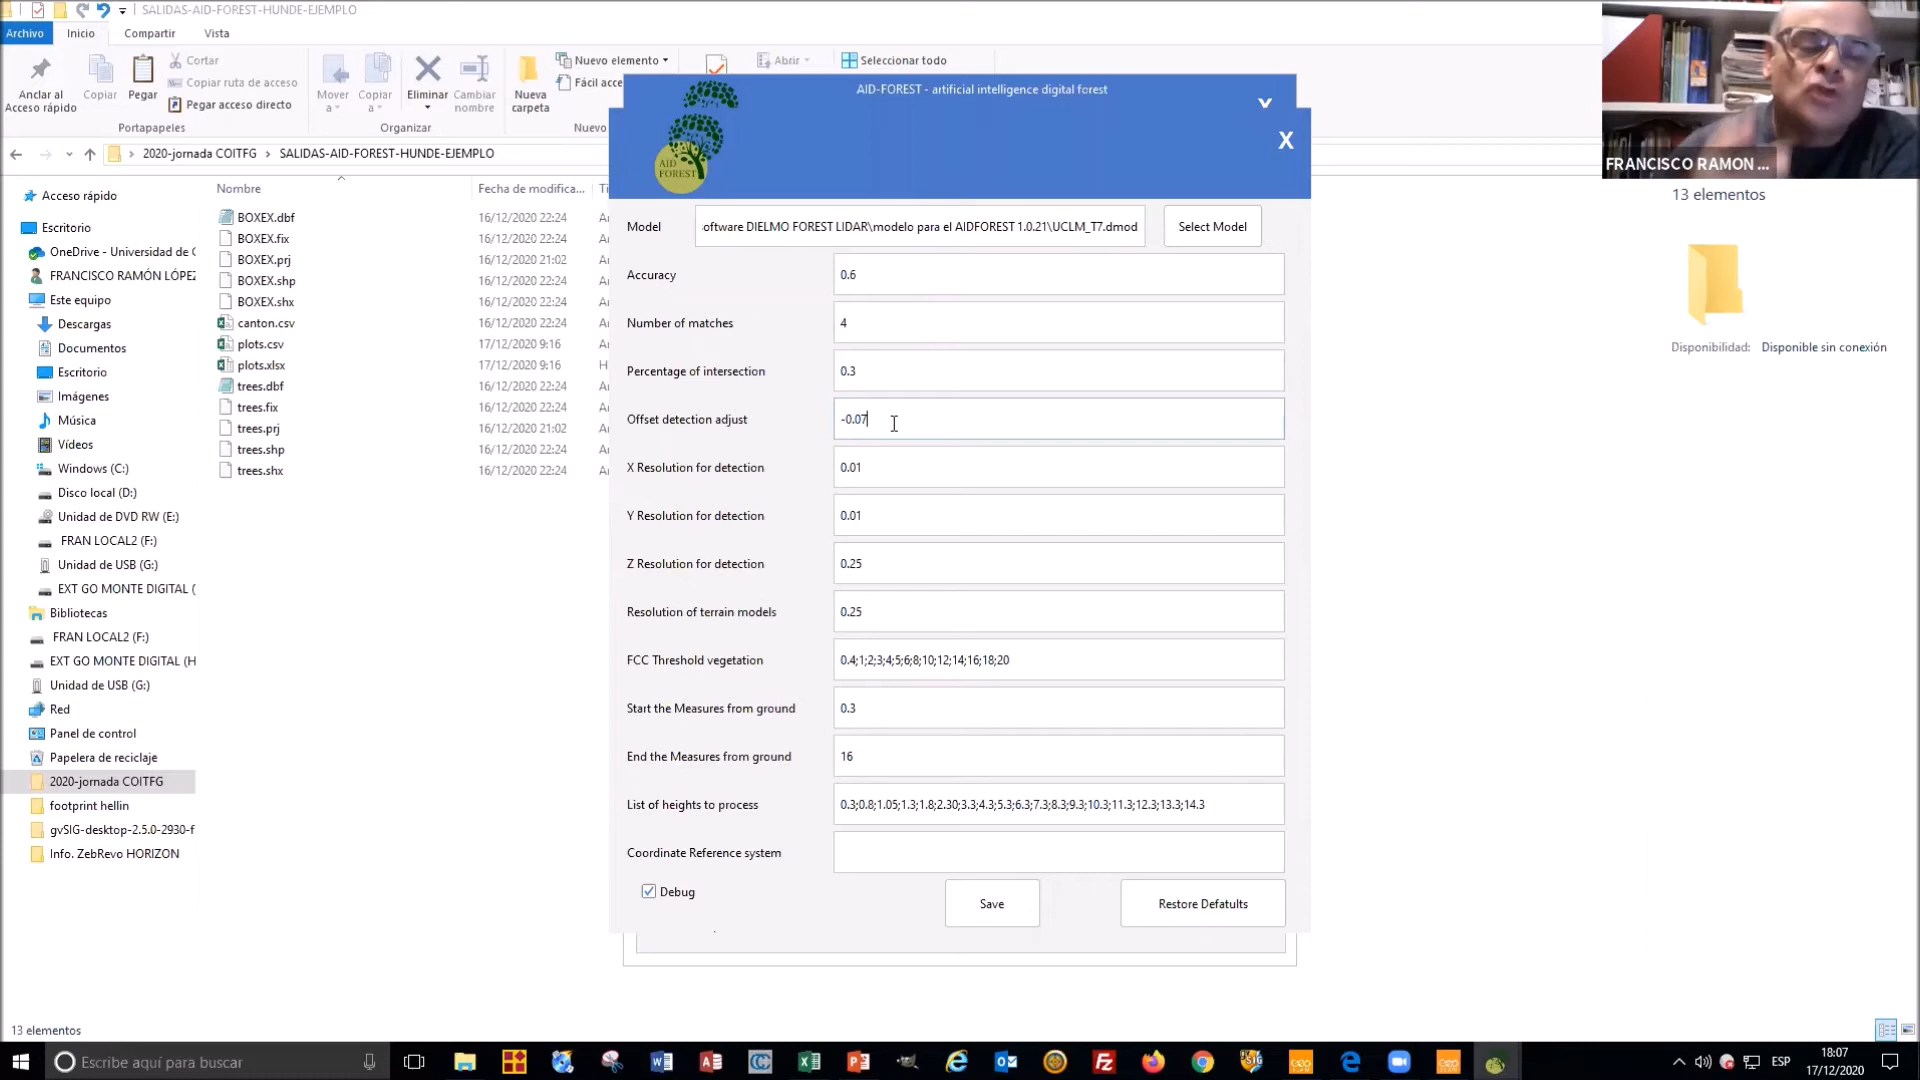 SALIDAS-AID-FOREST-HUNDE-EJEMPLO
Archivo Inicio Compartir Vista
Anclar al
Acceso rápido
Copiar
Pegar
Cortar
Copiar ruta de acceso
Pegar acceso directo
Portapapeles
Mover
a
Copiar
a
Eliminar
Cambiar
nombre
Organizar
Nueva
carpeta
Nuevo elemento
Fácil acce
Nuevo
Abrir
Seleccionar todo
2020-jornada COITFG > SALIDAS-AID-FOREST-HUNDE-EJEMPLO
Acceso rápido
Escritorio
OneDrive - Universidad de C
FRANCISCO RAMÓN LÓPEZ
Este equipo
Descargas
Documentos
Escritorio
Imágenes
Música
Vídeos
Windows (C:)
Disco local (D:)
Unidad de DVD RW (E:)
FRAN LOCAL2 (F:)
Unidad de USB (G:)
EXT GO MONTE DIGITAL (
Bibliotecas
FRAN LOCAL2 (F:)
EXT GO MONTE DIGITAL (H
Unidad de USB (G:)
Red
Panel de control
Papelera de reciclaje
2020-jornada COITFG
footprint hellin
gvSIG-desktop-2.5.0-2930-f
Info. ZebRevo HORIZON
Nombre Fecha de modifica... Ti
BOXEX.dbf 16/12/2020 22:24 Ar
BOXEX.fix 16/12/2020 22:24 Ar
BOXEX.prj 16/12/2020 21:02 Ar
BOXEX.shp 16/12/2020 22:24 Ar
BOXEX.shx 16/12/2020 22:24 Ar
canton.csv 16/12/2020 22:24 Ar
plots.csv 17/12/2020 9:16 Ar
plots.xlsx 17/12/2020 9:16 H
trees.dbf 16/12/2020 22:24 Ar
trees.fix 16/12/2020 22:24 Ar
trees.prj 16/12/2020 21:02 Ar
trees.shp 16/12/2020 22:24 Ar
trees.shx 16/12/2020 22:24 Ar
AID-FOREST - artificial intelligence digital forest
X
AID
FOREST
X
Model oftware DIELMO FOREST LIDAR\modelo para el AIDFOREST 1.0.21\UCLM_T7.dmod Select Model
Accuracy 0.6
Number of matches 4
Percentage of intersection 0.3
Offset detection adjust -0.07
X Resolution for detection 0.01
Y Resolution for detection 0.01
Z Resolution for detection 0.25
Resolution of terrain models 0.25
FCC Threshold vegetation 0.4;1;2;3;4;5;6;8;10;12;14;16;18;20
Start the Measures from ground 0.3
End the Measures from ground 16
List of heights to process 0.3;0.8;1.05;1.3;1.8;2.30;3.3;4.3;5.3;6.3;7.3;8.3;9.3;10.3;11.3;12.3;13.3;14.3
Coordinate Reference system
Debug Save Restore Defatults
FRANCISCO RAMON ...
13 elementos
Disponibilidad: Disponible sin conexión
13 elementos
Escribe aquí para buscar
ESP
18:07
17/12/2020